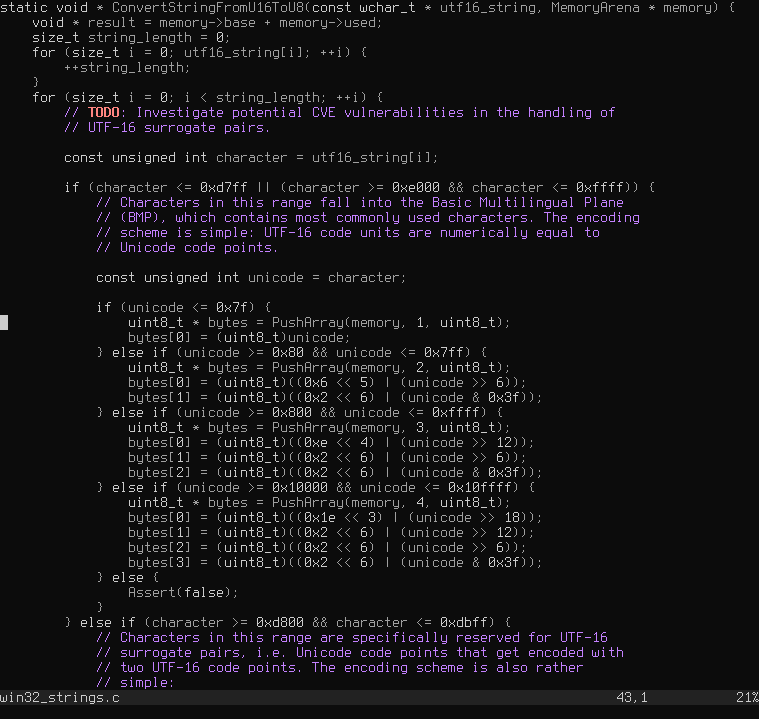 static void * ConvertStringFromU16ToU8(const wchar_t * utf16_string, MemoryArena * memory) {
    void * result = memory->base + memory->used;
    size_t string_length = 0;
    for (size_t i = 0; utf16_string[i]; ++i) {
        ++string_length;
    }
    for (size_t i = 0; i < string_length; ++i) {
        // TODO: Investigate potential CVE vulnerabilities in the handling of
        // UTF-16 surrogate pairs.

        const unsigned int character = utf16_string[i];

        if (character <= 0xd7ff || (character >= 0xe000 && character <= 0xffff)) {
            // Characters in this range fall into the Basic Multilingual Plane
            // (BMP), which contains most commonly used characters. The encoding
            // scheme is simple: UTF-16 code units are numerically equal to
            // Unicode code points.

            const unsigned int unicode = character;

            if (unicode <= 0x7f) {
                uint8_t * bytes = PushArray(memory, 1, uint8_t);
                bytes[0] = (uint8_t)unicode;
            } else if (unicode >= 0x80 && unicode <= 0x7ff) {
                uint8_t * bytes = PushArray(memory, 2, uint8_t);
                bytes[0] = (uint8_t)((0x6 << 5) | (unicode >> 6));
                bytes[1] = (uint8_t)((0x2 << 6) | (unicode & 0x3f));
            } else if (unicode >= 0x800 && unicode <= 0xffff) {
                uint8_t * bytes = PushArray(memory, 3, uint8_t);
                bytes[0] = (uint8_t)((0xe << 4) | (unicode >> 12));
                bytes[1] = (uint8_t)((0x2 << 6) | (unicode >> 6));
                bytes[2] = (uint8_t)((0x2 << 6) | (unicode & 0x3f));
            } else if (unicode >= 0x10000 && unicode <= 0x10ffff) {
                uint8_t * bytes = PushArray(memory, 4, uint8_t);
                bytes[0] = (uint8_t)((0x1e << 3) | (unicode >> 18));
                bytes[1] = (uint8_t)((0x2 << 6) | (unicode >> 12));
                bytes[2] = (uint8_t)((0x2 << 6) | (unicode >> 6));
                bytes[3] = (uint8_t)((0x2 << 6) | (unicode & 0x3f));
            } else {
                Assert(false);
            }
        } else if (character >= 0xd800 && character <= 0xdbff) {
            // Characters in this range are specifically reserved for UTF-16
            // surrogate pairs, i.e. Unicode code points that get encoded with
            // two UTF-16 code points. The encoding scheme is also rather
            // simple:
win32_strings.c 43,1 21%